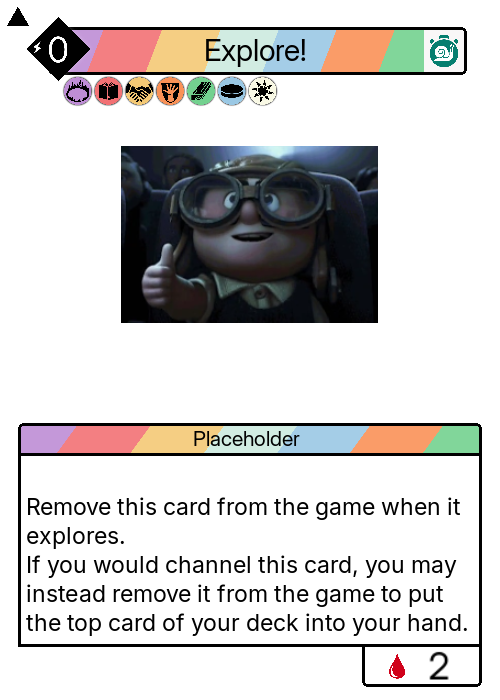 0
Explore!
Placeholder
Remove this card from the game when it
explores.
If you would channel this card, you may
instead remove it from the game to put
the top card of your deck into your hand.
2